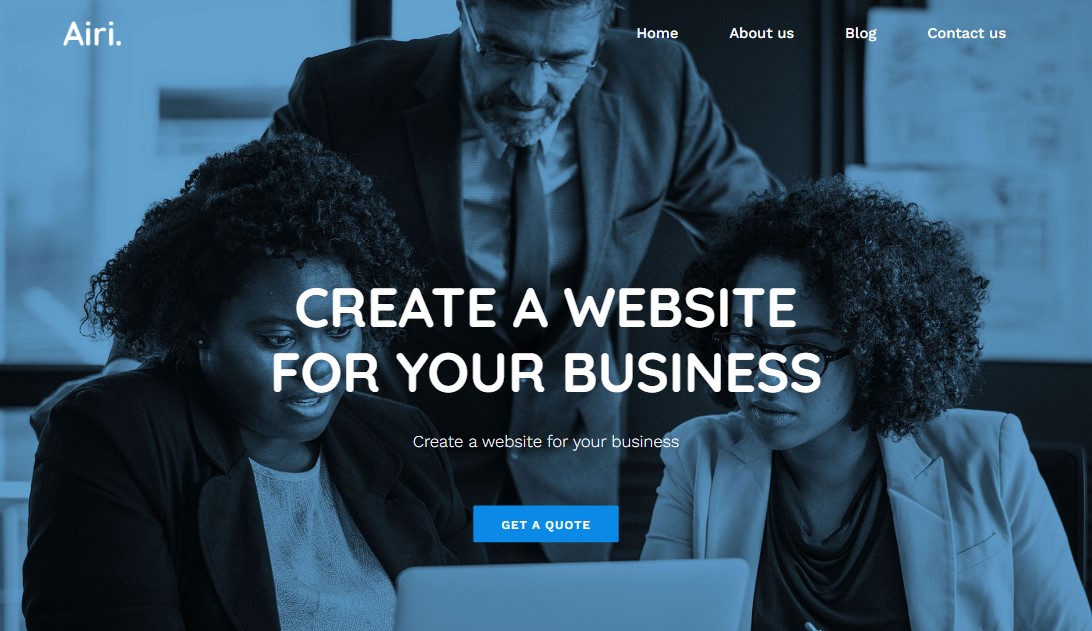 Airi.
Home
About us
Blog
Contact us
CREATE A WEBSITE
FOR YOUR BUSINESS
Create a website for your business
GET A QUOTE